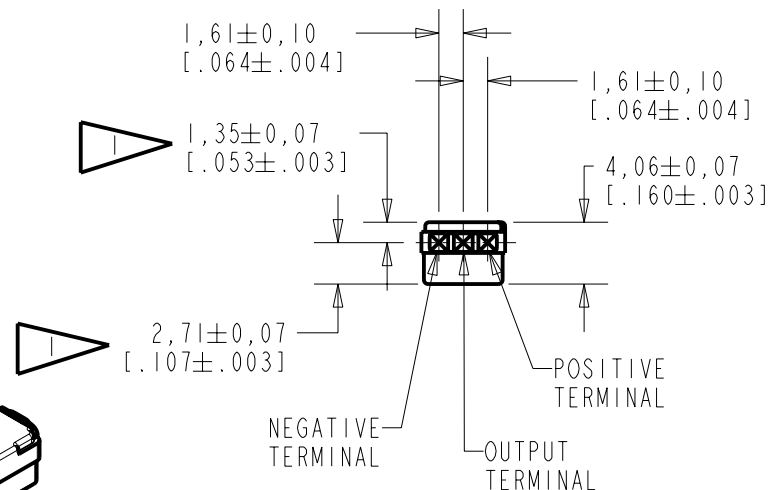 1,61±0,10
[.064±.004]
1,61±0,10
[.064±.004]
1
1,35±0,07
[.053±.003]
4,06±0,07
[.160±.003]
1
2,71±0,07
[.107±.003]
POSITIVE
TERMINAL
NEGATIVE
TERMINAL
OUTPUT
TERMINAL